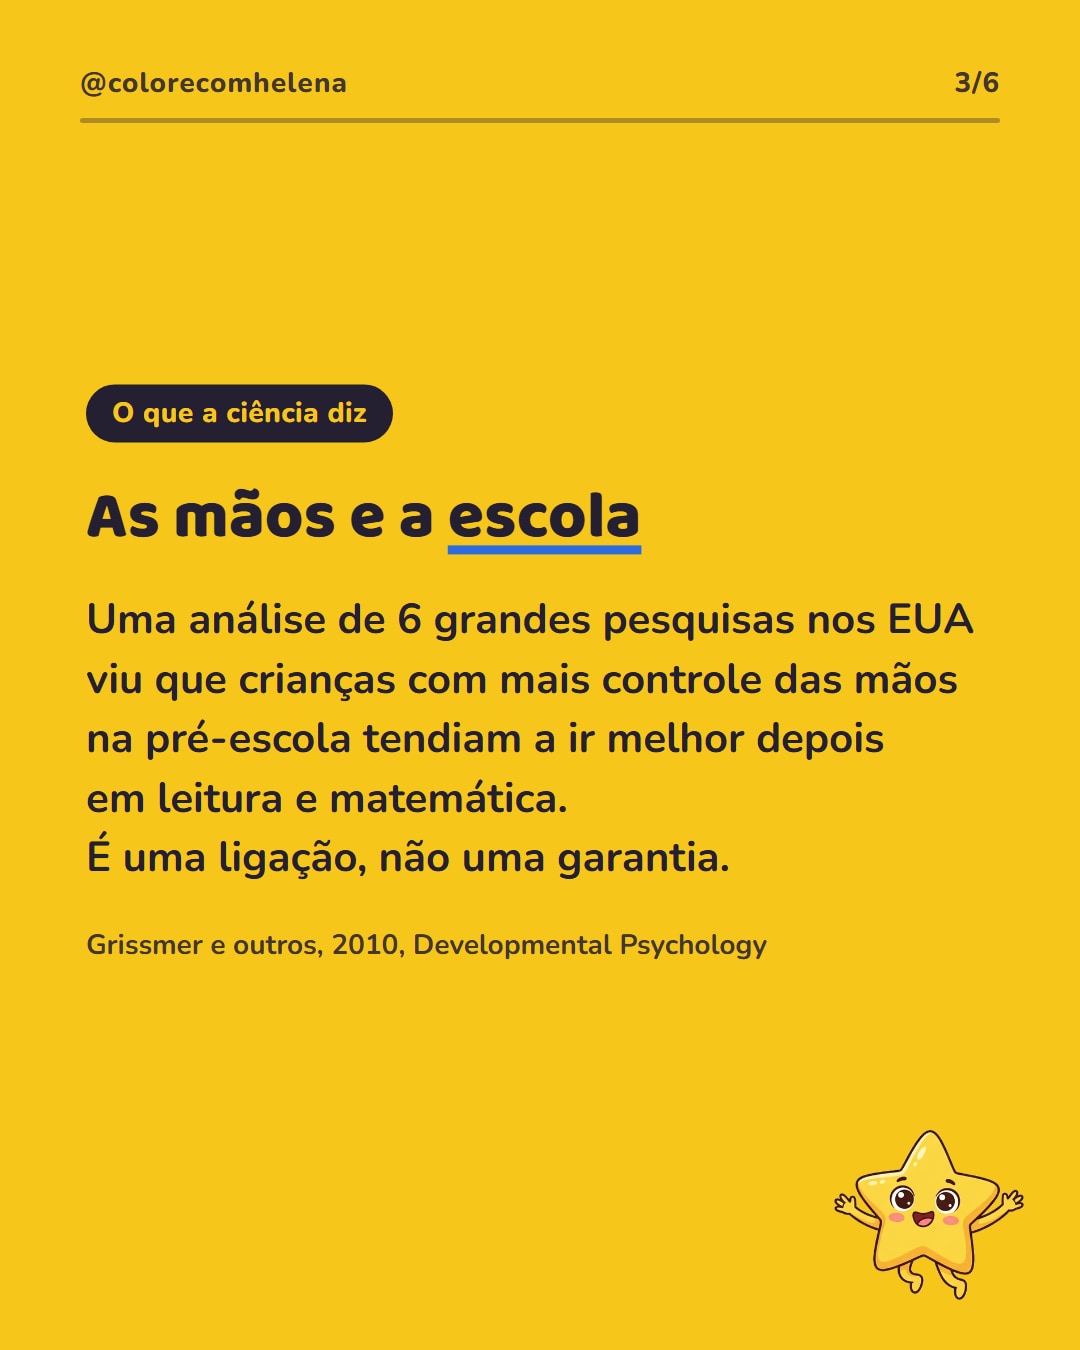 @colorecomhelena
3/6
O que a ciência diz
As mãos e a escola
Uma análise de 6 grandes pesquisas nos EUA
viu que crianças com mais controle das mãos
na pré-escola tendiam a ir melhor depois
em leitura e matemática.
É uma ligação, não uma garantia.
Grissmer e outros, 2010, Developmental Psychology